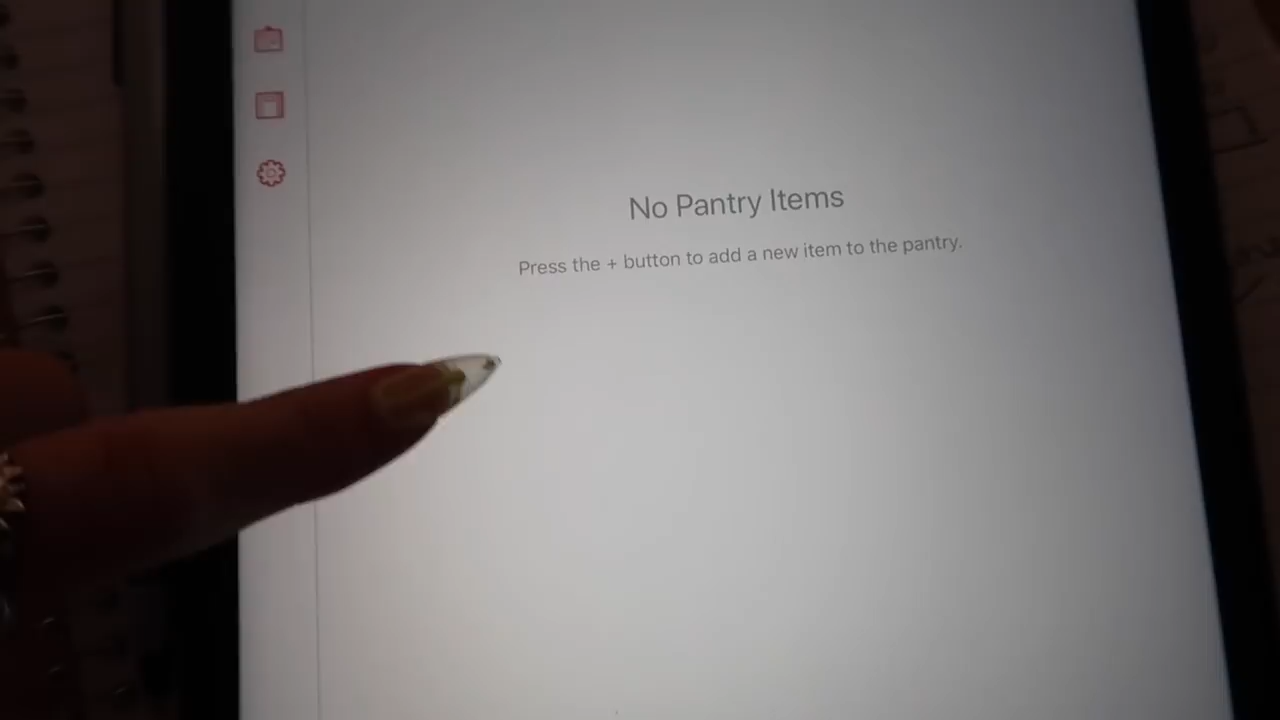 No Pantry Items
Press the + button to add a new item to the pantry.